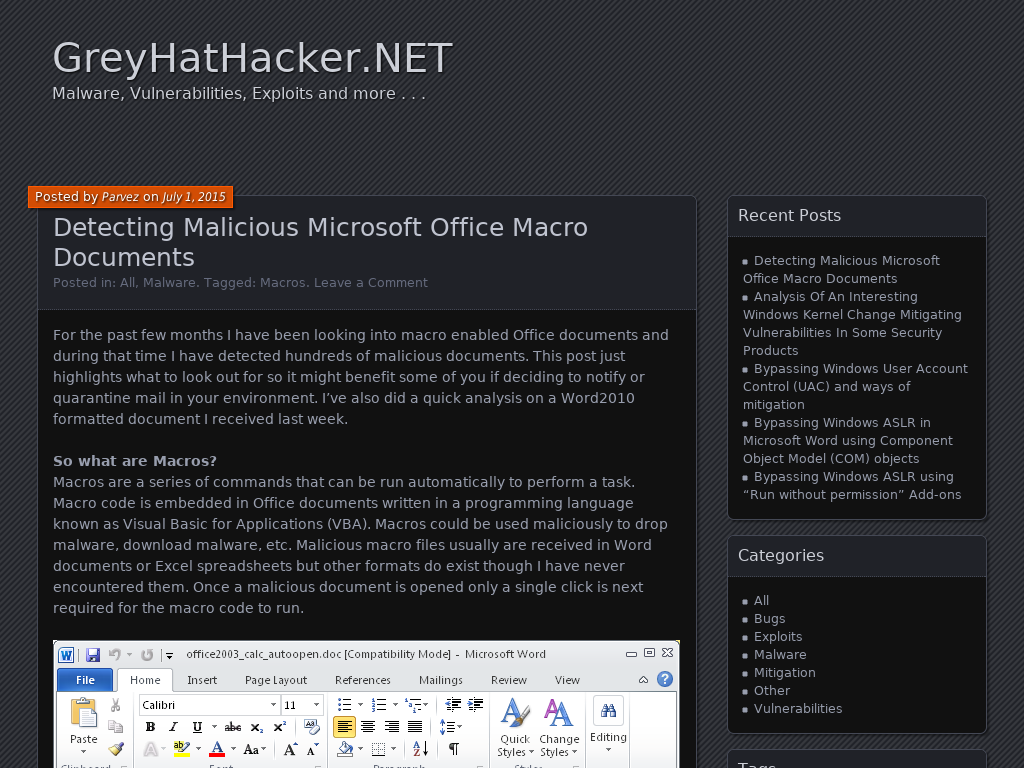 GreyHatHacker.NET
Malware, Vulnerabilities, Exploits and more . . .
Posted by Parvez on July 1, 2015
Detecting Malicious Microsoft Office Macro
Documents
Posted in: All, Malware. Tagged: Macros. Leave a Comment
For the past few months I have been looking into macro enabled Office documents and
during that time I have detected hundreds of malicious documents. This post just
highlights what to look out for so it might benefit some of you if deciding to notify or
quarantine mail in your environment. I’ve also did a quick analysis on a Word2010
formatted document I received last week.
So what are Macros?
Macros are a series of commands that can be run automatically to perform a task.
Macro code is embedded in Office documents written in a programming language
known as Visual Basic for Applications (VBA). Macros could be used maliciously to drop
malware, download malware, etc. Malicious macro files usually are received in Word
documents or Excel spreadsheets but other formats do exist though I have never
encountered them. Once a malicious document is opened only a single click is next
required for the macro code to run.
office2003_calc_autoopen.doc [Compatibility Mode] - Microsoft Word
File Home Insert Page Layout References Mailings Review View
Calibri 11
Paste
Quick Styles
Change Styles
Editing
Recent Posts
Detecting Malicious Microsoft
Office Macro Documents
Analysis Of An Interesting
Windows Kernel Change Mitigating
Vulnerabilities In Some Security
Products
Bypassing Windows User Account
Control (UAC) and ways of
mitigation
Bypassing Windows ASLR in
Microsoft Word using Component
Object Model (COM) objects
Bypassing Windows ASLR using
“Run without permission” Add-ons
Categories
All
Bugs
Exploits
Malware
Mitigation
Other
Vulnerabilities
Tags